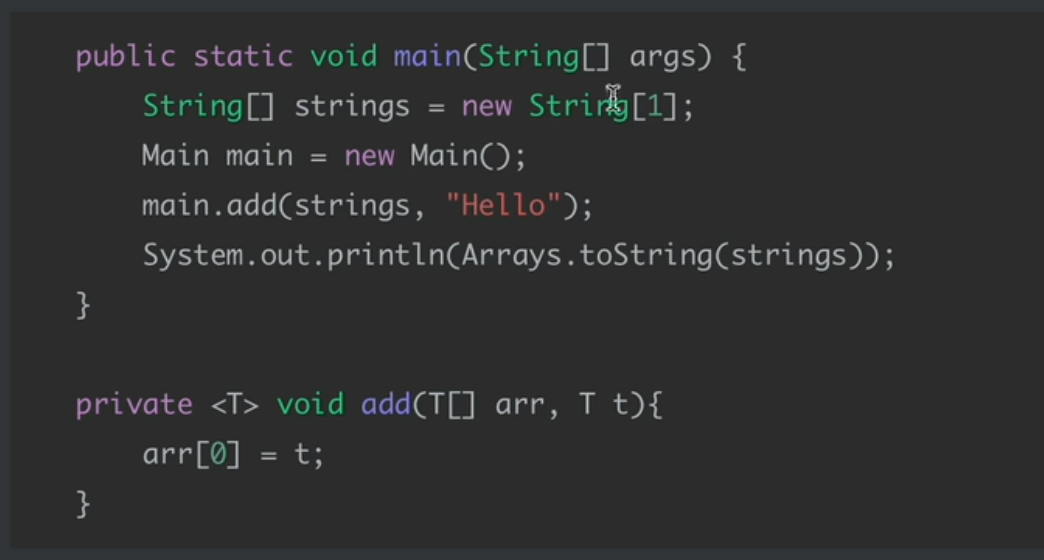 public static void main(String[] args) {
    String[] strings = new String[1];
    Main main = new Main();
    main.add(strings, "Hello");
    System.out.println(Arrays.toString(strings));
}

private <T> void add(T[] arr, T t){
    arr[0] = t;
}